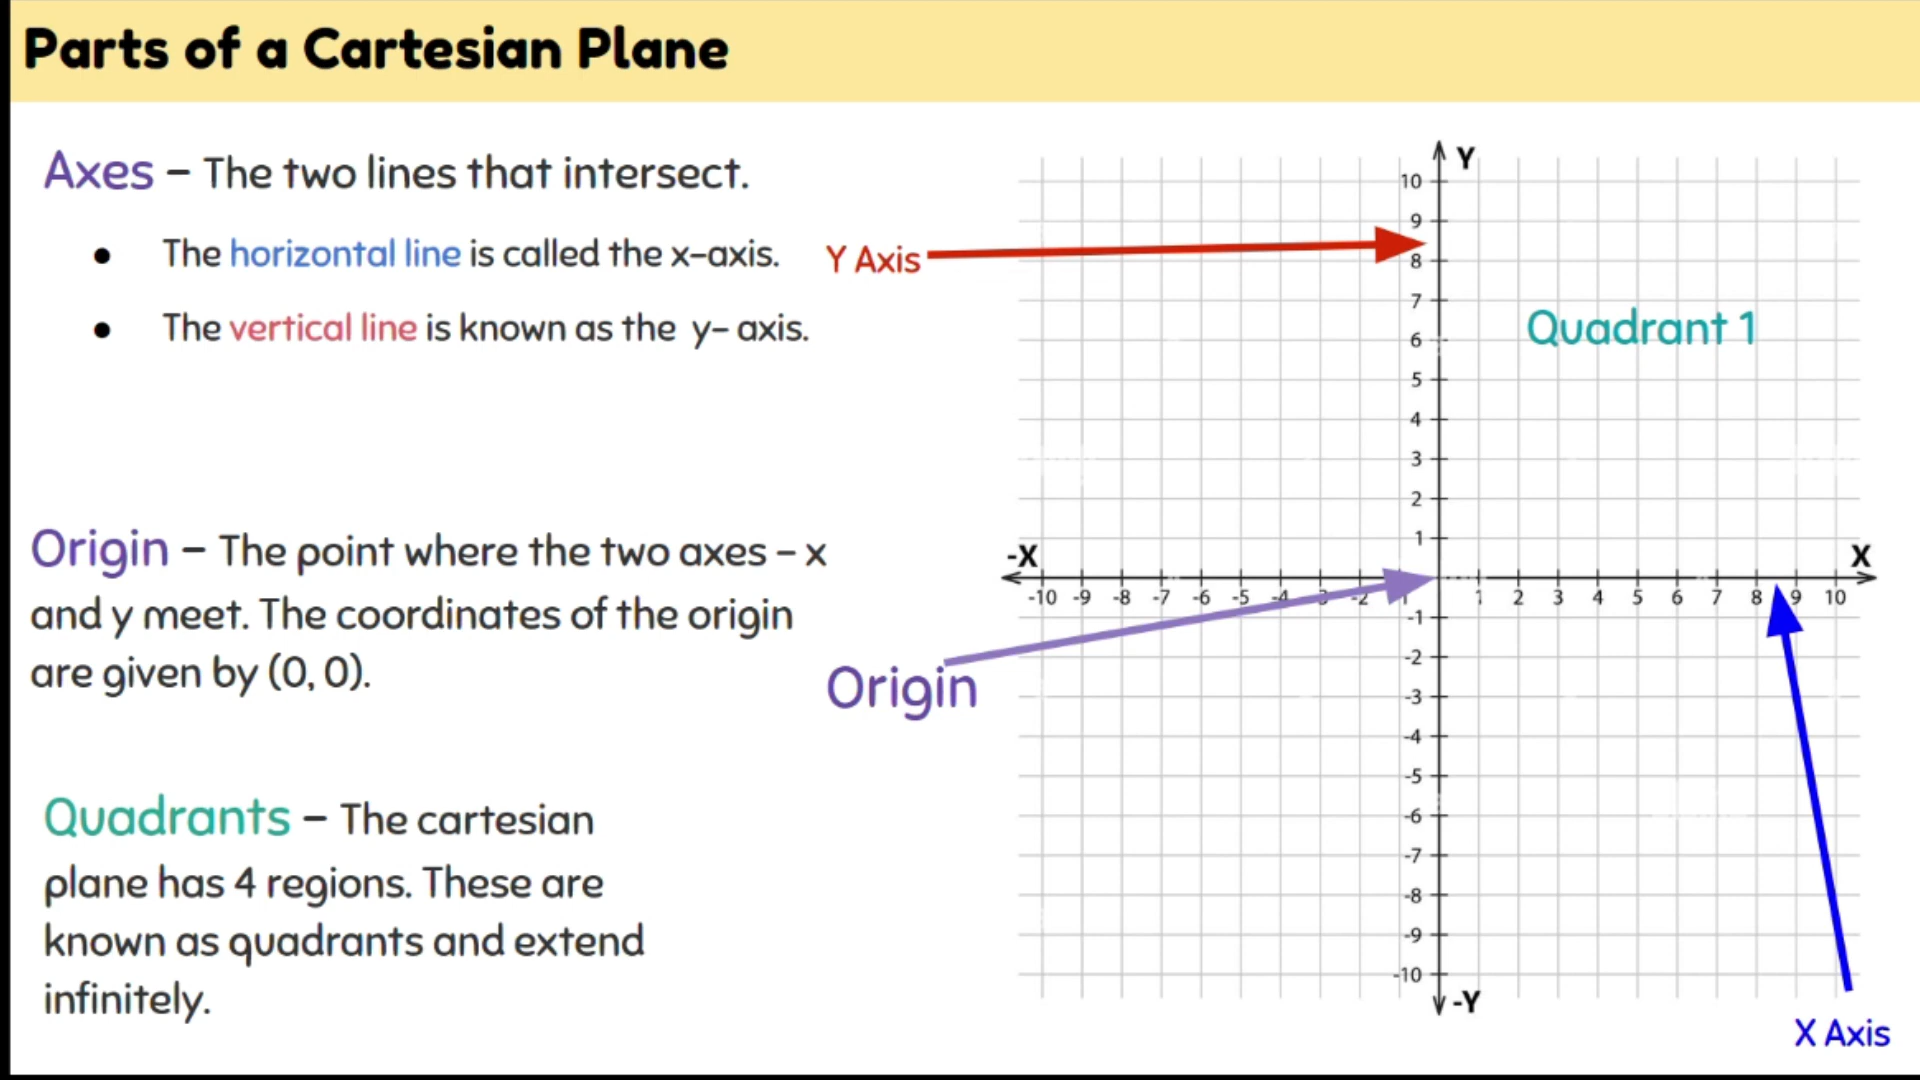 Parts of a Cartesian Plane
Axes – The two lines that intersect.
● The horizontal line is called the x-axis.
● The vertical line is known as the y- axis.
Origin – The point where the two axes – x
and y meet. The coordinates of the origin
are given by (0, 0).
Quadrants – The cartesian
plane has 4 regions. These are
known as quadrants and extend
infinitely.
Y Axis
Quadrant 1
Origin
X Axis
Y
10
9
8
7
6
5
4
3
2
1
-X
X
-10 -9 -8 -7 -6 -5 -4 -3 -2 1 2 3 4 5 6 7 8 9 10
-1
-2
-3
-4
-5
-6
-7
-8
-9
-10
-Y